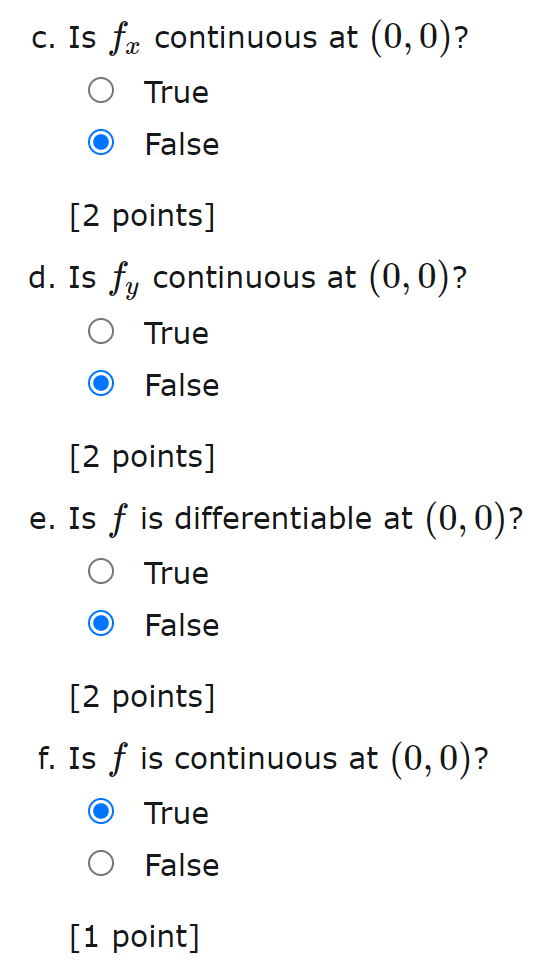 c. Is fₓ continuous at (0, 0)?
True
False
[2 points]
d. Is f_y continuous at (0, 0)?
True
False
[2 points]
e. Is f is differentiable at (0, 0)?
True
False
[2 points]
f. Is f is continuous at (0, 0)?
True
False
[1 point]